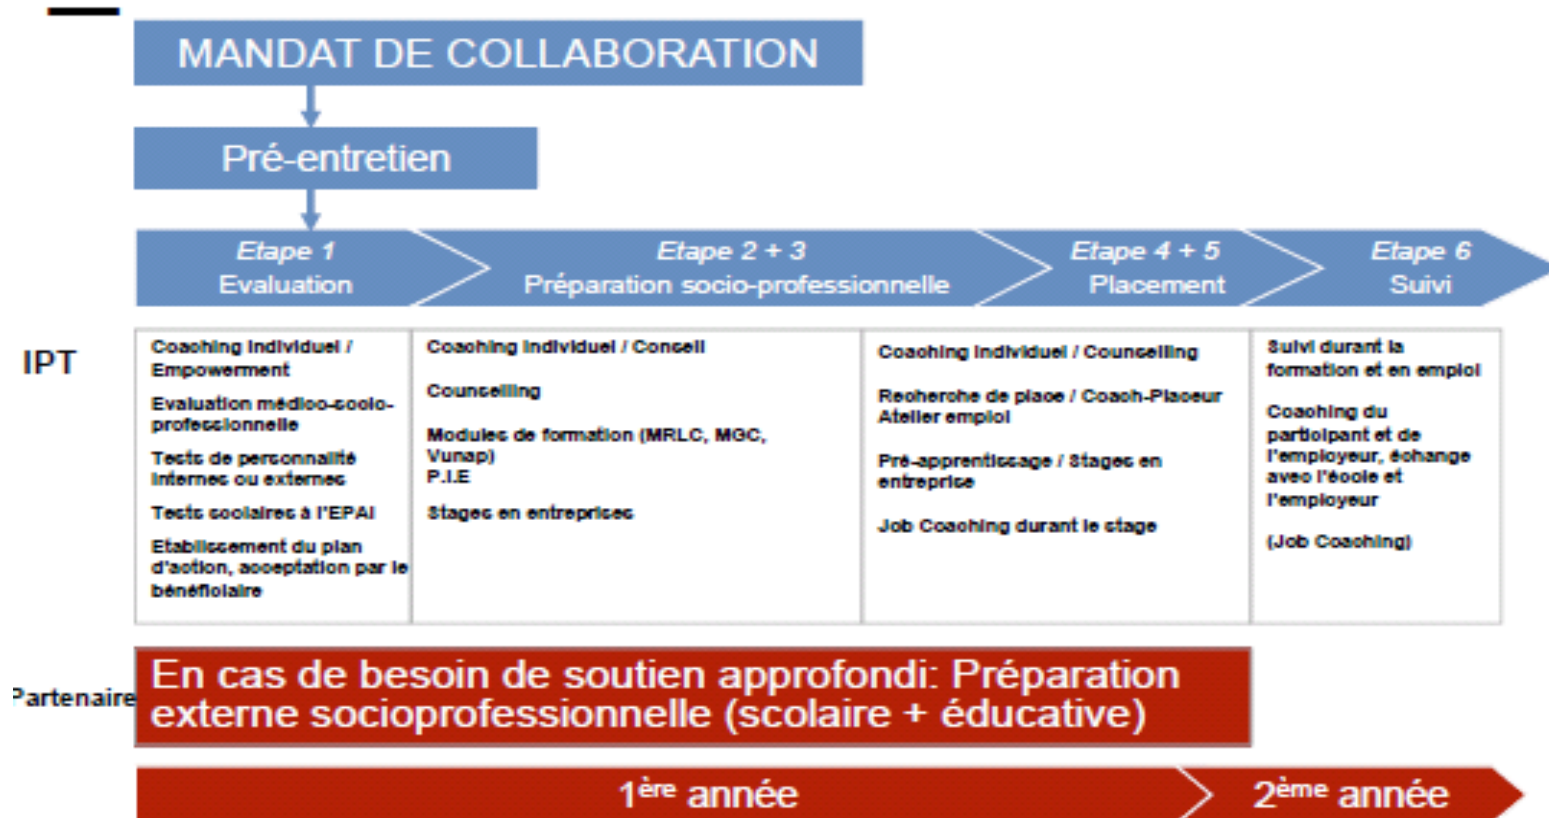 MANDAT DE COLLABORATION
Pré-entretien
Etape 1
Evaluation
Etape 2 + 3
Préparation socio-professionnelle
Etape 4 + 5
Placement
Etape 6
Suivi
IPT
Coaching Individuel /
Empowerment
Evaluation médico-socio-
professionnelle
Tests de personnalité
Internes ou externes
Tests scolaires à l'EPAI
Etablissement du plan
d'action, acceptation par le
bénéficiaire
Coaching Individuel / Conseil
Counselling
Modules de formation (MRLC, MGC,
Vunap)
P.I.E
Stages en entreprises
Coaching Individuel / Counselling
Recherche de place / Coach-Placeur
Atelier emploi
Pré-apprentissage / Stages en
entreprise
Job Coaching durant le stage
Suivi durant la
formation et en emploi
Coaching du
participant et de
l'employeur, échange
avec l'école et
l'employeur
(Job Coaching)
Partenaire
En cas de besoin de soutien approfondi: Préparation
externe socioprofessionnelle (scolaire + éducative)
1ère année
2ème année